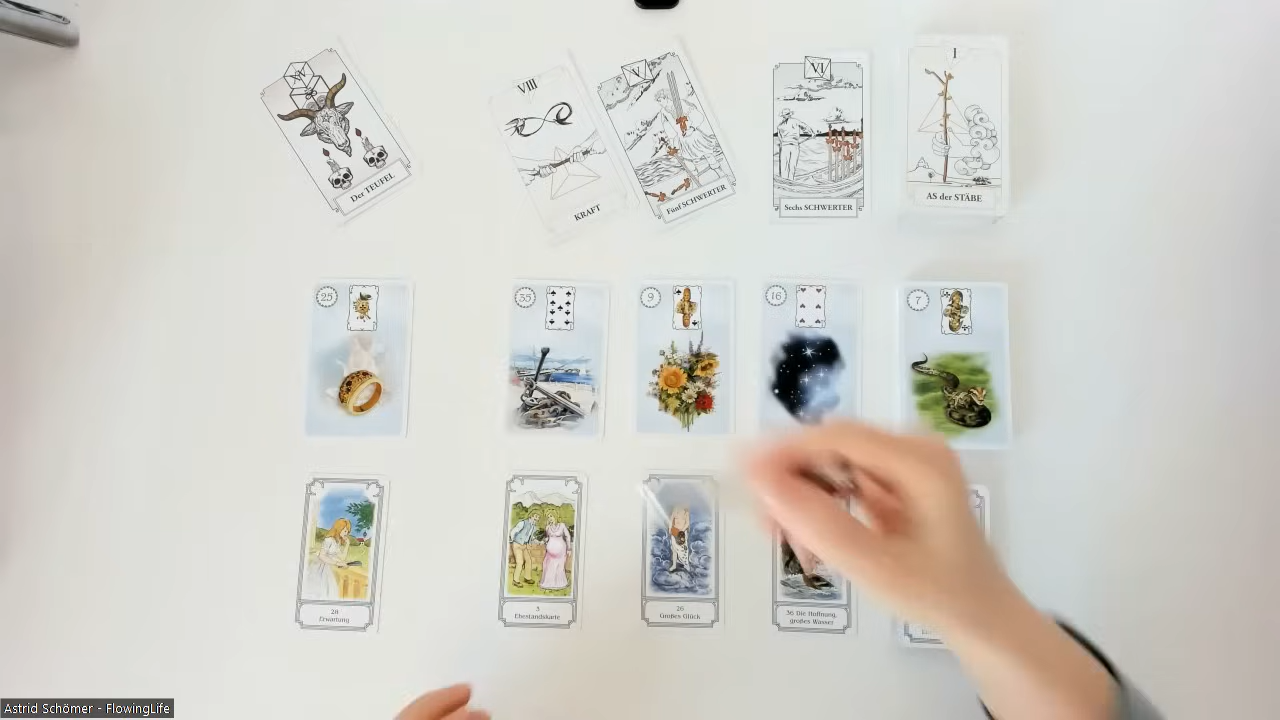 XV
Der TEUFEL
VIII
KRAFT
V
Fünf SCHWERTER
VI
Sechs SCHWERTER
I
AS der STÄBE
25
35
9
16
7
28
Erwartung
3
Ehestandskarte
26
Großes Glück
36 Die Hoffnung,
großes Wasser
Astrid Schömer - FlowingLife